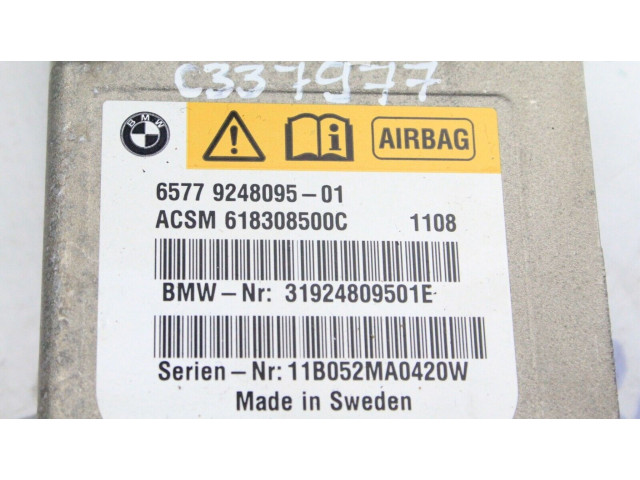 C337977
BMW
AIRBAG
6577 9248095-01
ACSM 618308500C 1108
BMW-Nr: 31924809501E
Serien-Nr: 11B052MA0420W
Made in Sweden